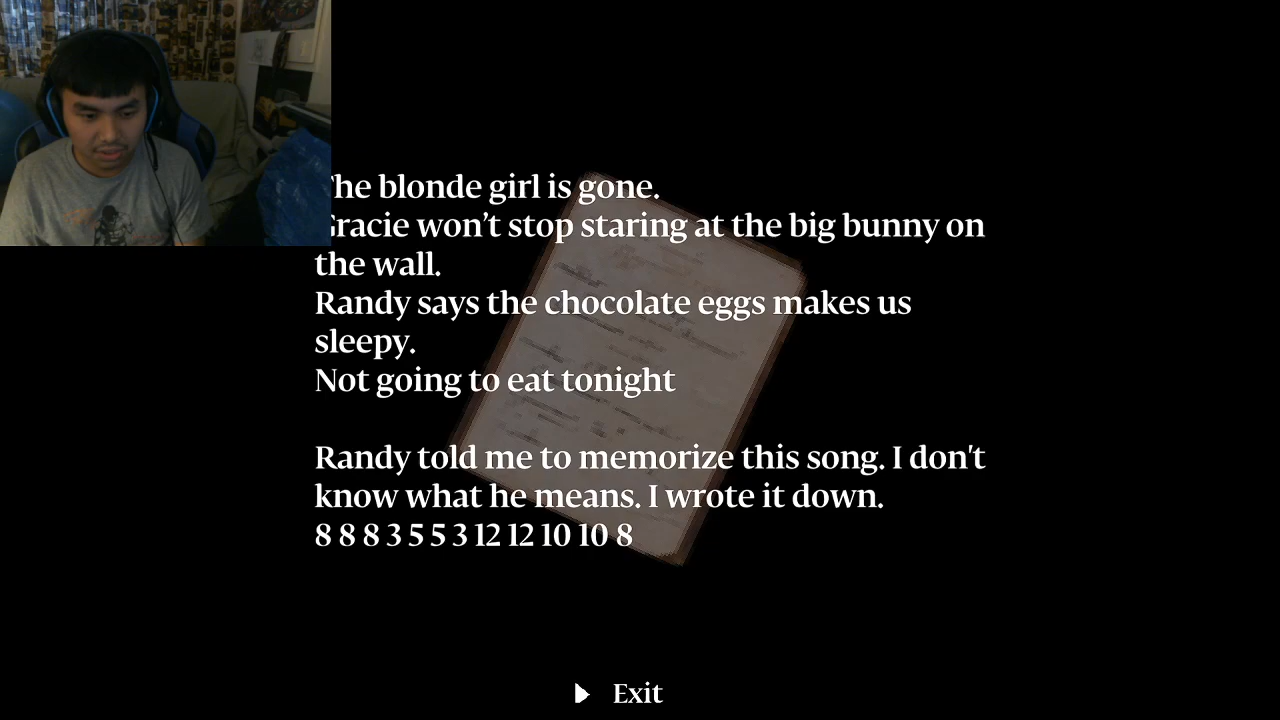 The blonde girl is gone.
Gracie won’t stop staring at the big bunny on
the wall.
Randy says the chocolate eggs makes us
sleepy.
Not going to eat tonight
Randy told me to memorize this song. I don't
know what he means. I wrote it down.
8 8 8 3 5 5 3 12 12 10 10 8
Exit